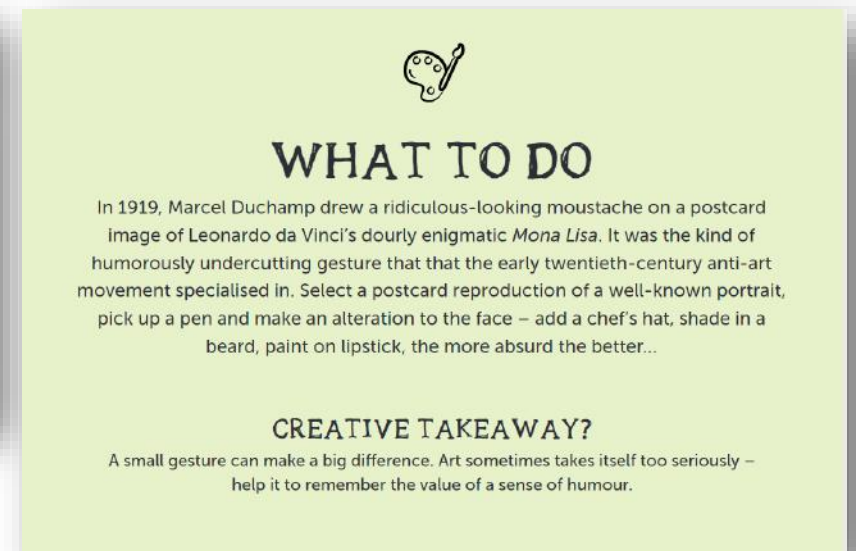 WHAT TO DO
In 1919, Marcel Duchamp drew a ridiculous-looking moustache on a postcard
image of Leonardo da Vinci’s dourly enigmatic Mona Lisa. It was the kind of
humorously undercutting gesture that that the early twentieth-century anti-art
movement specialised in. Select a postcard reproduction of a well-known portrait,
pick up a pen and make an alteration to the face – add a chef’s hat, shade in a
beard, paint on lipstick, the more absurd the better...
CREATIVE TAKEAWAY?
A small gesture can make a big difference. Art sometimes takes itself too seriously –
help it to remember the value of a sense of humour.